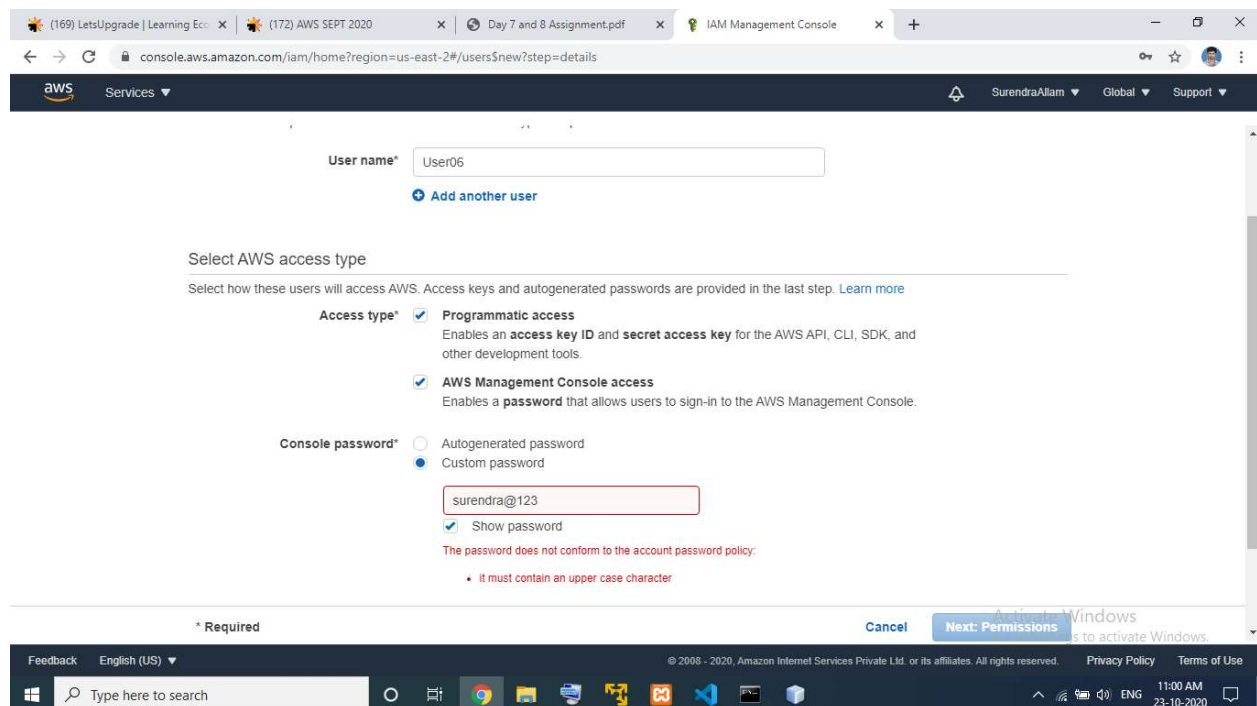 (169) LetsUpgrade | Learning Eco
(172) AWS SEPT 2020
Day 7 and 8 Assignment.pdf
IAM Management Console
console.aws.amazon.com/iam/home?region=us-east-2#/users$new?step=details
aws
Services
SurendraAllam
Global
Support
User name*
User06
Add another user
Select AWS access type
Select how these users will access AWS. Access keys and autogenerated passwords are provided in the last step. Learn more
Access type*
Programmatic access
Enables an access key ID and secret access key for the AWS API, CLI, SDK, and
other development tools.
AWS Management Console access
Enables a password that allows users to sign-in to the AWS Management Console.
Console password*
Autogenerated password
Custom password
surendra@123
Show password
The password does not conform to the account password policy:
• it must contain an upper case character
* Required
Cancel
Next: Permissions
Activate Windows
to activate Windows.
Feedback
English (US)
© 2008 - 2020, Amazon Internet Services Private Ltd. or its affiliates. All rights reserved.
Privacy Policy
Terms of Use
Type here to search
ENG
11:00 AM
23-10-2020